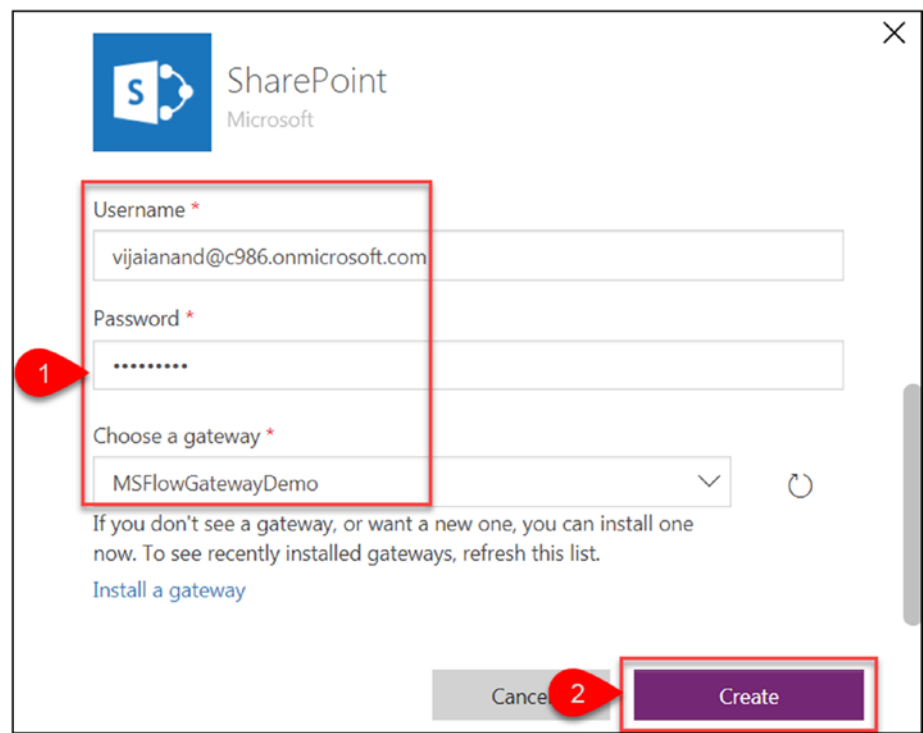 S
SharePoint
Microsoft
Username *
vijaianand@c986.onmicrosoft.com
Password *
•••••••••
1
Choose a gateway *
MSFlowGatewayDemo
If you don't see a gateway, or want a new one, you can install one
now. To see recently installed gateways, refresh this list.
Install a gateway
Cance 2 Create